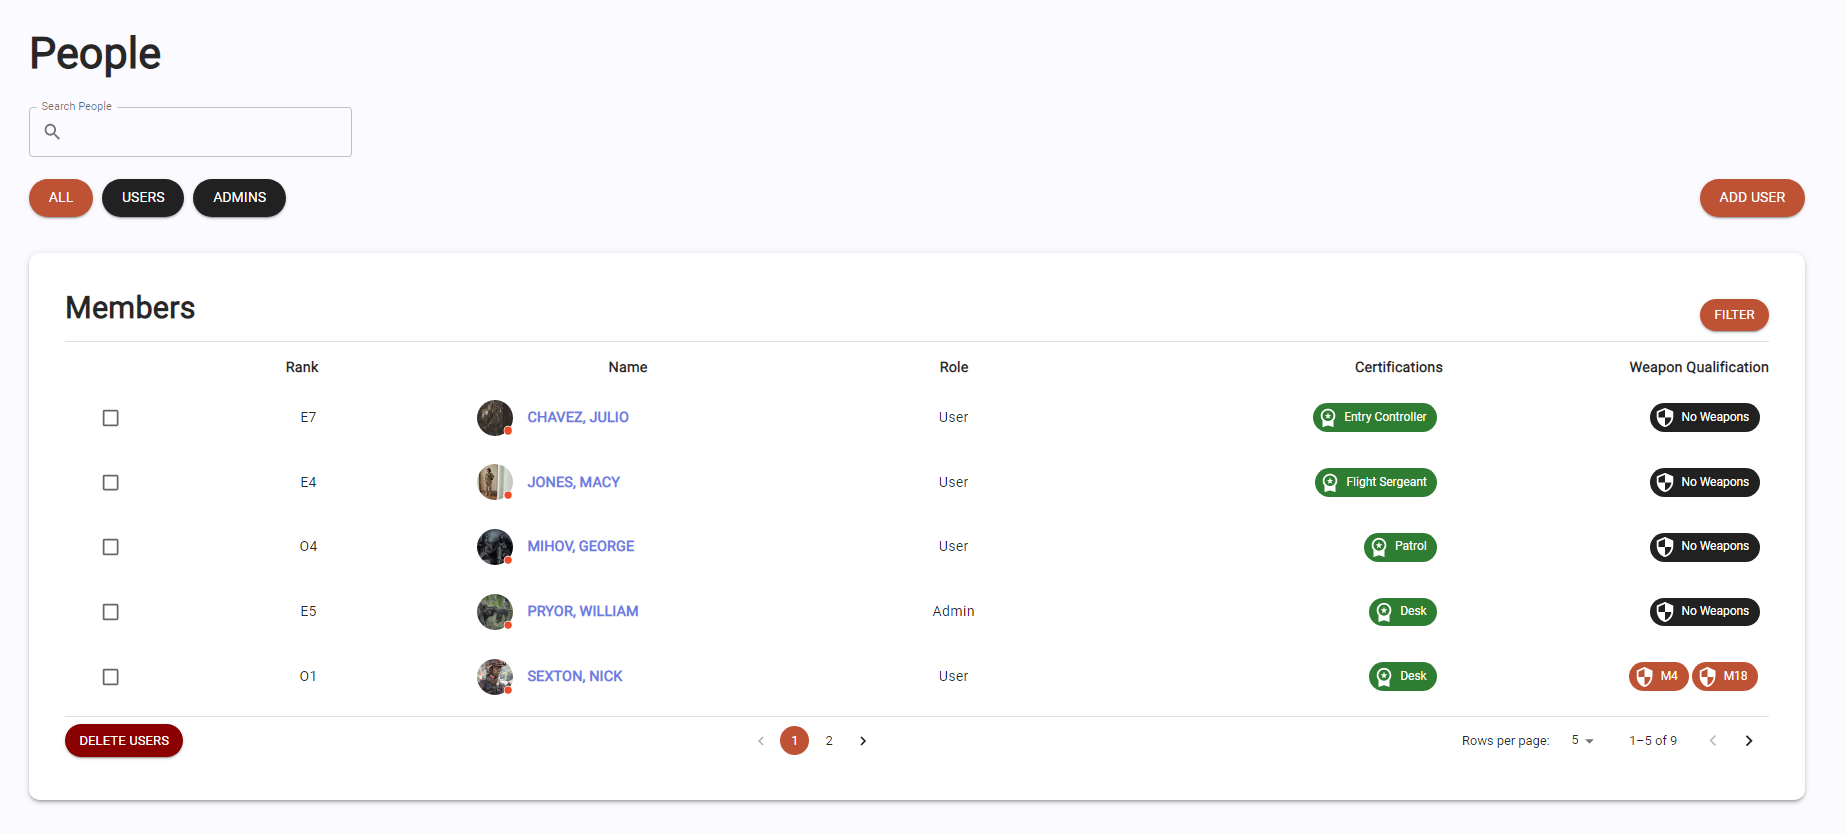 People
Search People
ALL USERS ADMINS ADD USER
Members
FILTER
Rank Name Role Certifications Weapon Qualification
E7 CHAVEZ, JULIO User Entry Controller No Weapons
E4 JONES, MACY User Flight Sergeant No Weapons
O4 MIHOV, GEORGE User Patrol No Weapons
E5 PRYOR, WILLIAM Admin Desk No Weapons
O1 SEXTON, NICK User Desk M4 M18
DELETE USERS 1 2 Rows per page: 5 1–5 of 9